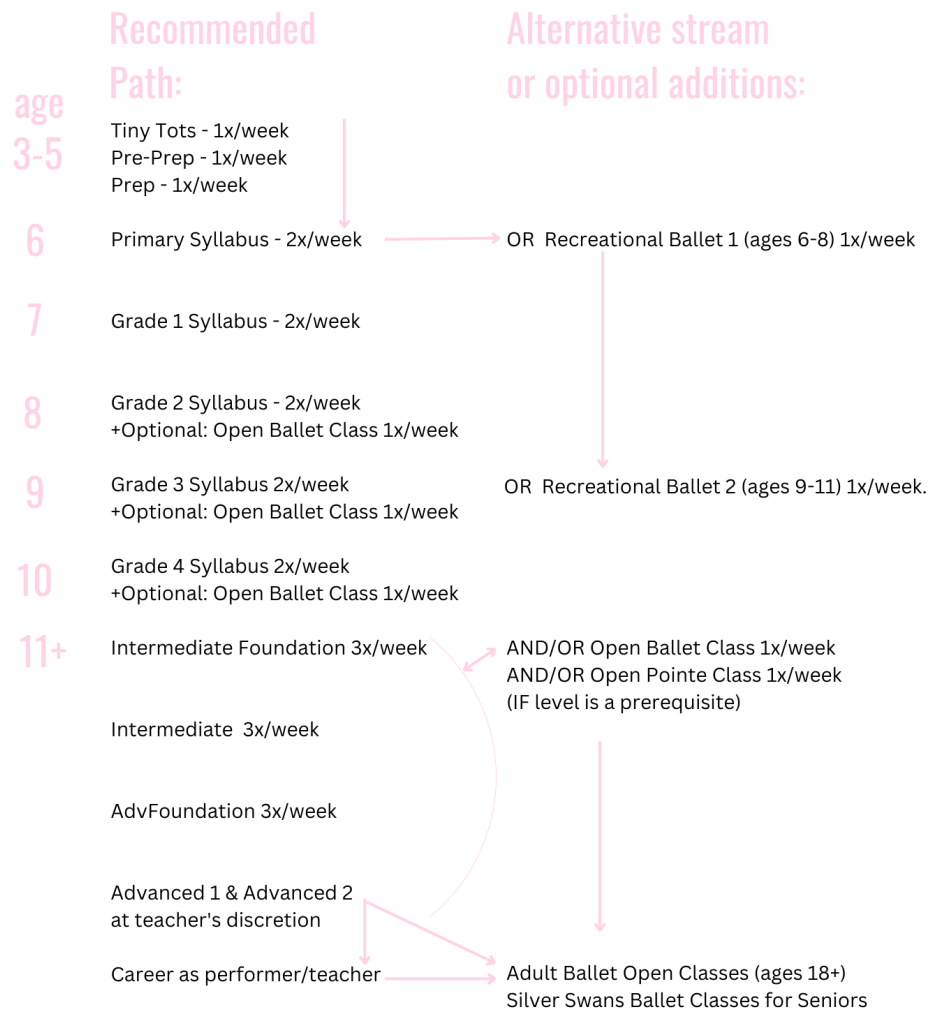 Recommended
Path:
Alternative stream
or optional additions:
age
3-5
Tiny Tots - 1x/week
Pre-Prep - 1x/week
Prep - 1x/week
6
Primary Syllabus - 2x/week
OR Recreational Ballet 1 (ages 6-8) 1x/week
7
Grade 1 Syllabus - 2x/week
8
Grade 2 Syllabus - 2x/week
+Optional: Open Ballet Class 1x/week
9
Grade 3 Syllabus 2x/week
+Optional: Open Ballet Class 1x/week
OR Recreational Ballet 2 (ages 9-11) 1x/week.
10
Grade 4 Syllabus 2x/week
+Optional: Open Ballet Class 1x/week
11+
Intermediate Foundation 3x/week
AND/OR Open Ballet Class 1x/week
AND/OR Open Pointe Class 1x/week
(IF level is a prerequisite)
Intermediate 3x/week
AdvFoundation 3x/week
Advanced 1 & Advanced 2
at teacher's discretion
Career as performer/teacher
Adult Ballet Open Classes (ages 18+)
Silver Swans Ballet Classes for Seniors